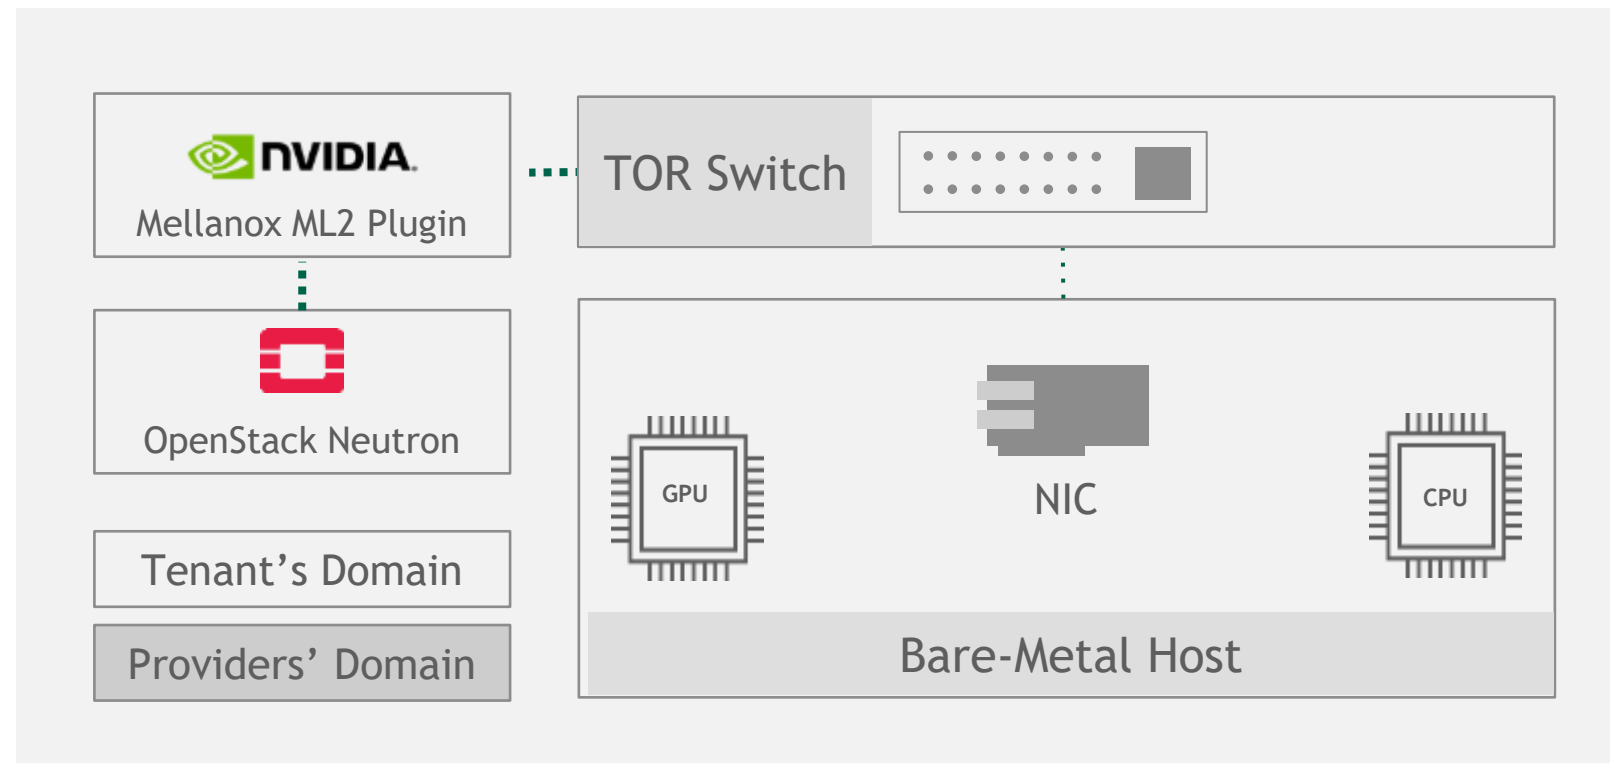 NVIDIA.
Mellanox ML2 Plugin
TOR Switch
OpenStack Neutron
GPU
NIC
CPU
Tenant’s Domain
Providers’ Domain
Bare-Metal Host